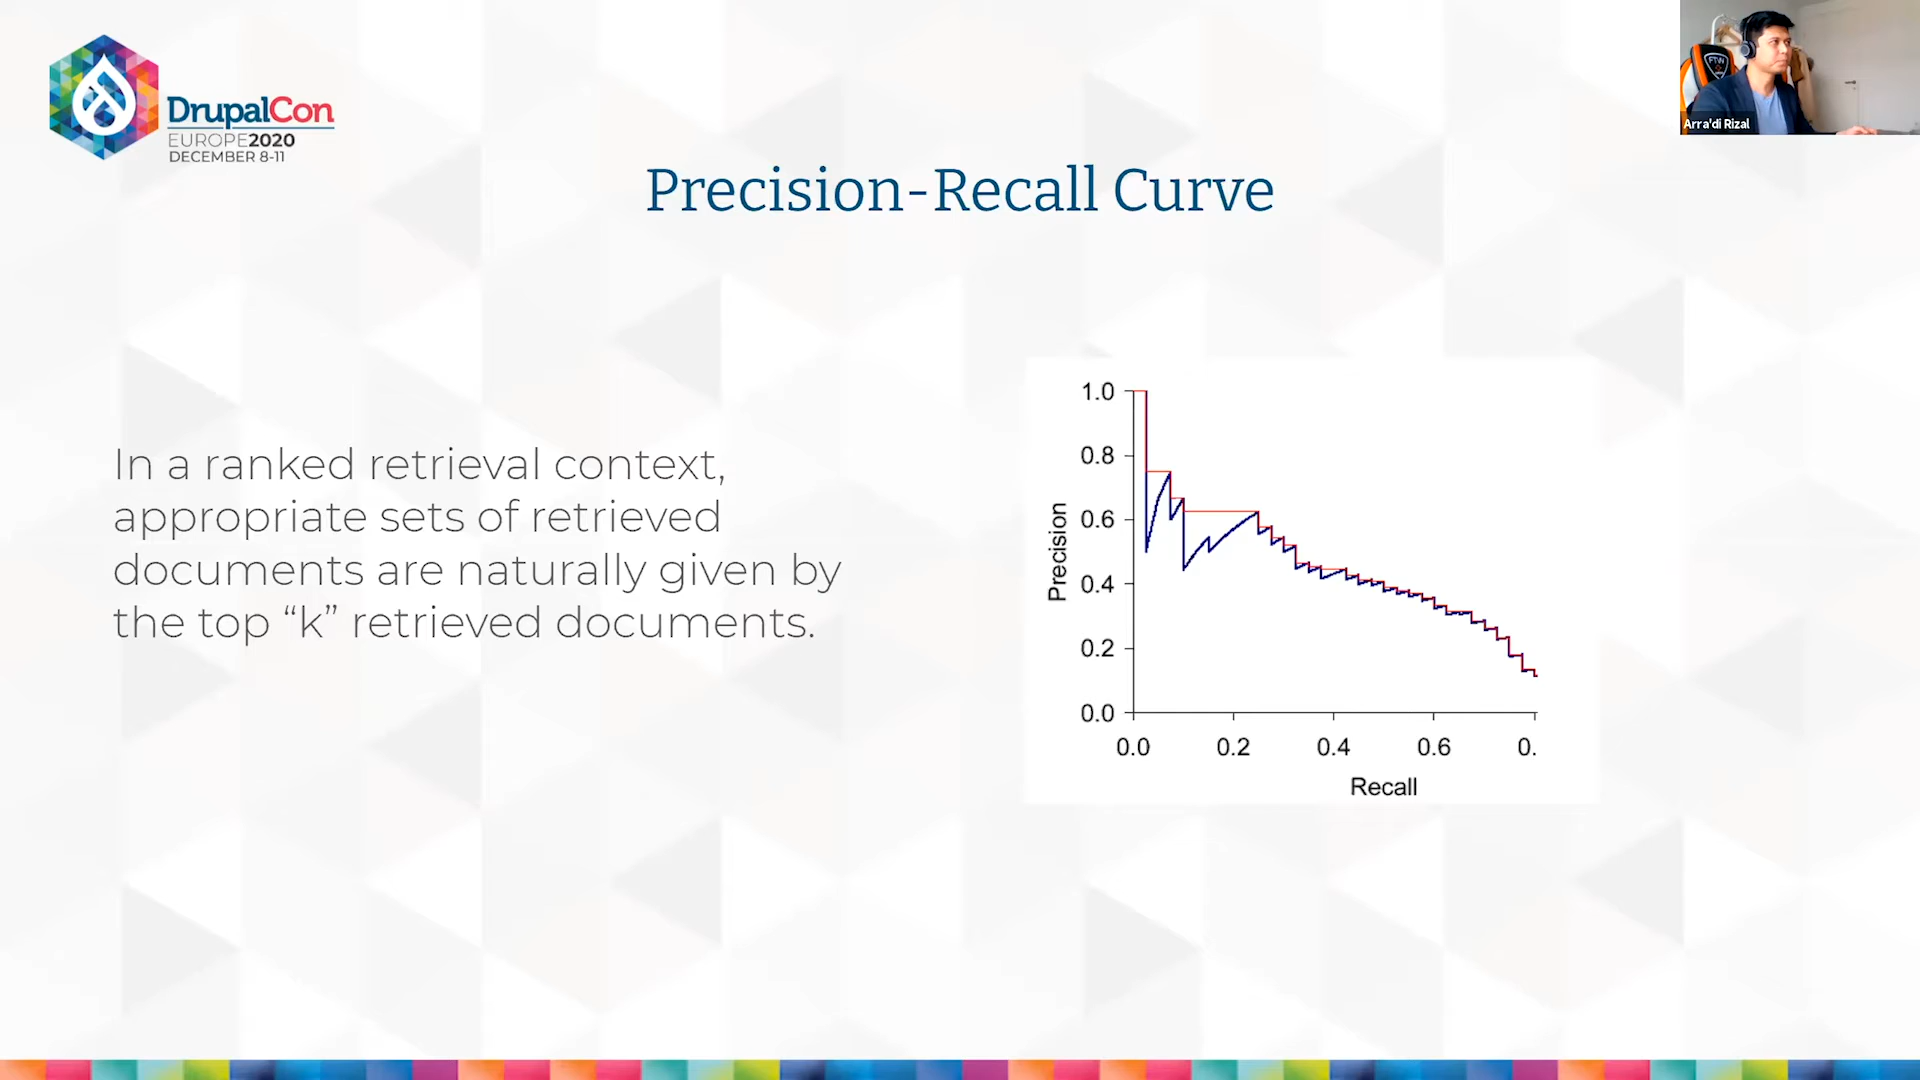 DrupalCon
EUROPE2020
DECEMBER 8-11
FTW
Arra'di Rizal
Precision-Recall Curve
In a ranked retrieval context,
appropriate sets of retrieved
documents are naturally given by
the top “k” retrieved documents.
1.0
0.8
0.6
0.4
0.2
0.0
Precision
0.0 0.2 0.4 0.6 0.
Recall